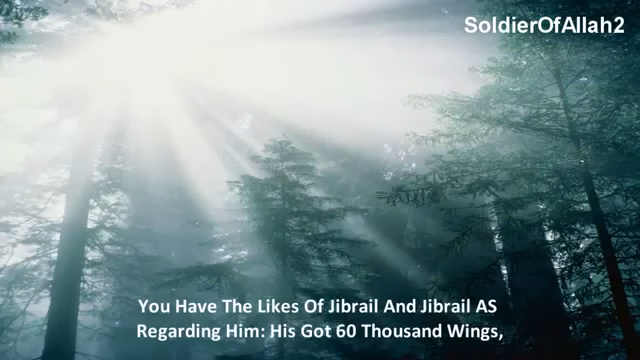 SoldierOfAllah2
You Have The Likes Of Jibrail And Jibrail AS
Regarding Him: His Got 60 Thousand Wings,